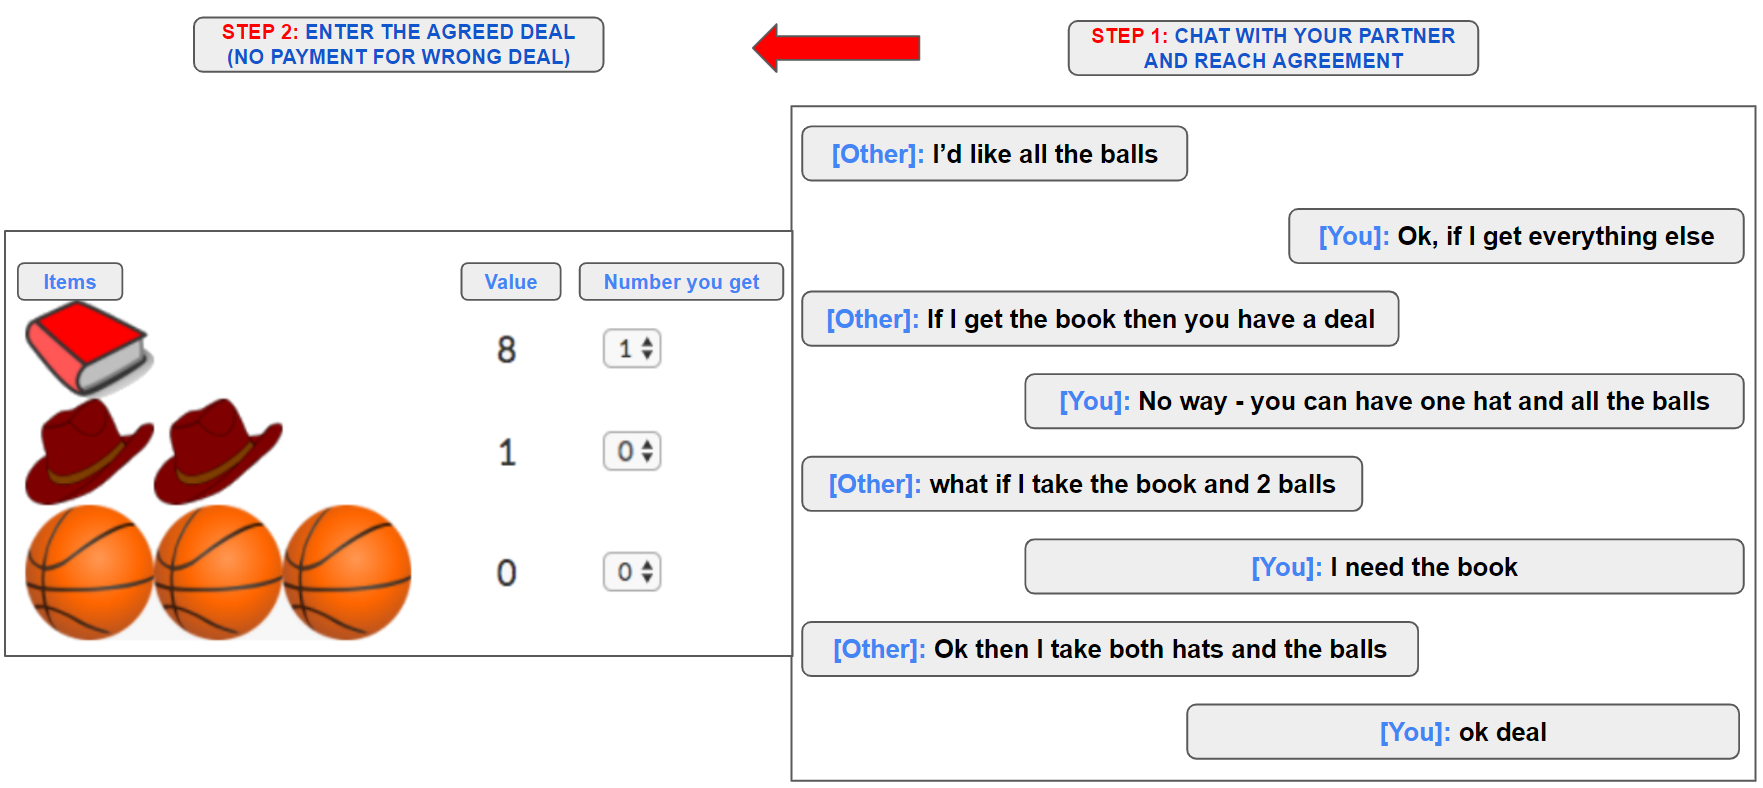 STEP 2: ENTER THE AGREED DEAL
(NO PAYMENT FOR WRONG DEAL)
STEP 1: CHAT WITH YOUR PARTNER
AND REACH AGREEMENT
Items Value Number you get
8 1
1 0
0 0
[Other]: I’d like all the balls
[You]: Ok, if I get everything else
[Other]: If I get the book then you have a deal
[You]: No way - you can have one hat and all the balls
[Other]: what if I take the book and 2 balls
[You]: I need the book
[Other]: Ok then I take both hats and the balls
[You]: ok deal